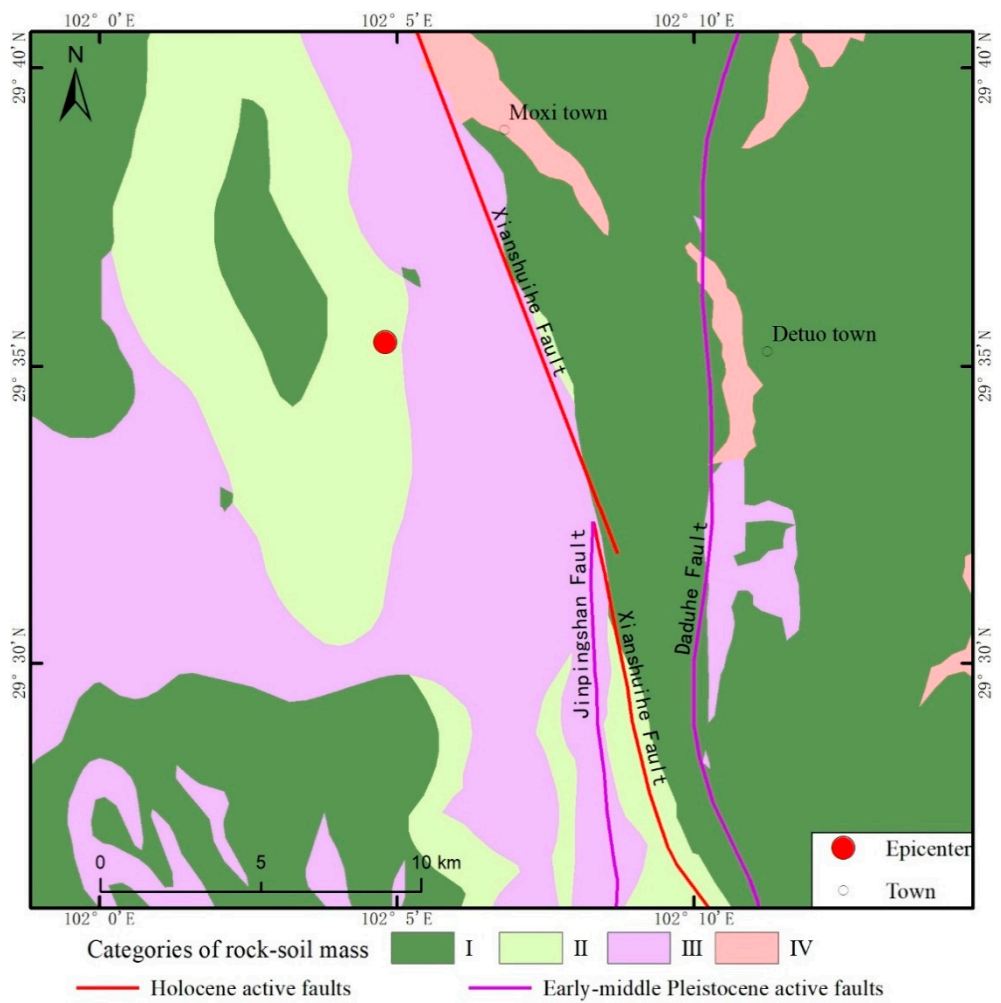 102° 0'E 102° 5'E 102° 10'E
29° 40'N
29° 40'N
N
Moxi town
Xianshuihe Fault
Detuo town
29° 35'N
29° 35'N
Jinpingshan Fault
Daduhe Fault
Xianshuihe Fault
29° 30'N
29° 30'N
0 5 10 km
Epicenter
Town
102° 0'E 102° 5'E 102° 10'E
Categories of rock-soil mass I II III IV
Holocene active faults Early-middle Pleistocene active faults